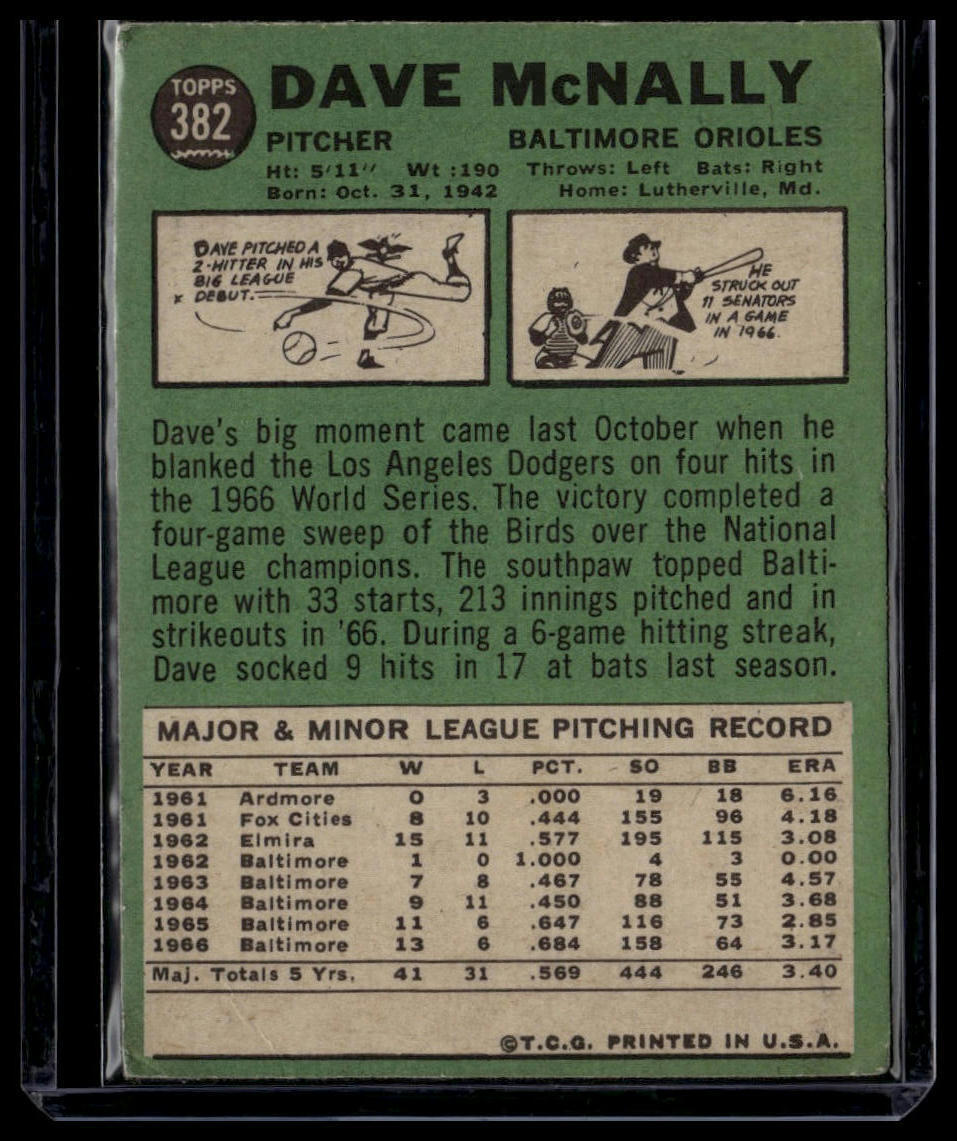 TOPPS
382
DAVE McNALLY
PITCHER BALTIMORE ORIOLES
Ht: 5'11" Wt :190 Throws: Left Bats: Right
Born: Oct. 31, 1942 Home: Lutherville, Md.
DAVE PITCHED A
2-HITTER IN HIS
BIG LEAGUE
DEBUT.
HE
STRUCK OUT
11 SENATORS
IN A GAME
IN 1966.
Dave's big moment came last October when he
blanked the Los Angeles Dodgers on four hits in
the 1966 World Series. The victory completed a
four-game sweep of the Birds over the National
League champions. The southpaw topped Balti-
more with 33 starts, 213 innings pitched and in
strikeouts in '66. During a 6-game hitting streak,
Dave socked 9 hits in 17 at bats last season.
MAJOR & MINOR LEAGUE PITCHING RECORD
YEAR TEAM W L PCT. SO BB ERA
1961 Ardmore 0 3 .000 19 18 6.16
1961 Fox Cities 8 10 .444 155 96 4.18
1962 Elmira 15 11 .577 195 115 3.08
1962 Baltimore 1 0 1.000 4 3 0.00
1963 Baltimore 7 8 .467 78 55 4.57
1964 Baltimore 9 11 .450 88 51 3.68
1965 Baltimore 11 6 .647 116 73 2.85
1966 Baltimore 13 6 .684 158 64 3.17
Maj. Totals 5 Yrs. 41 31 .569 444 246 3.40
©T.C.G. PRINTED IN U.S.A.